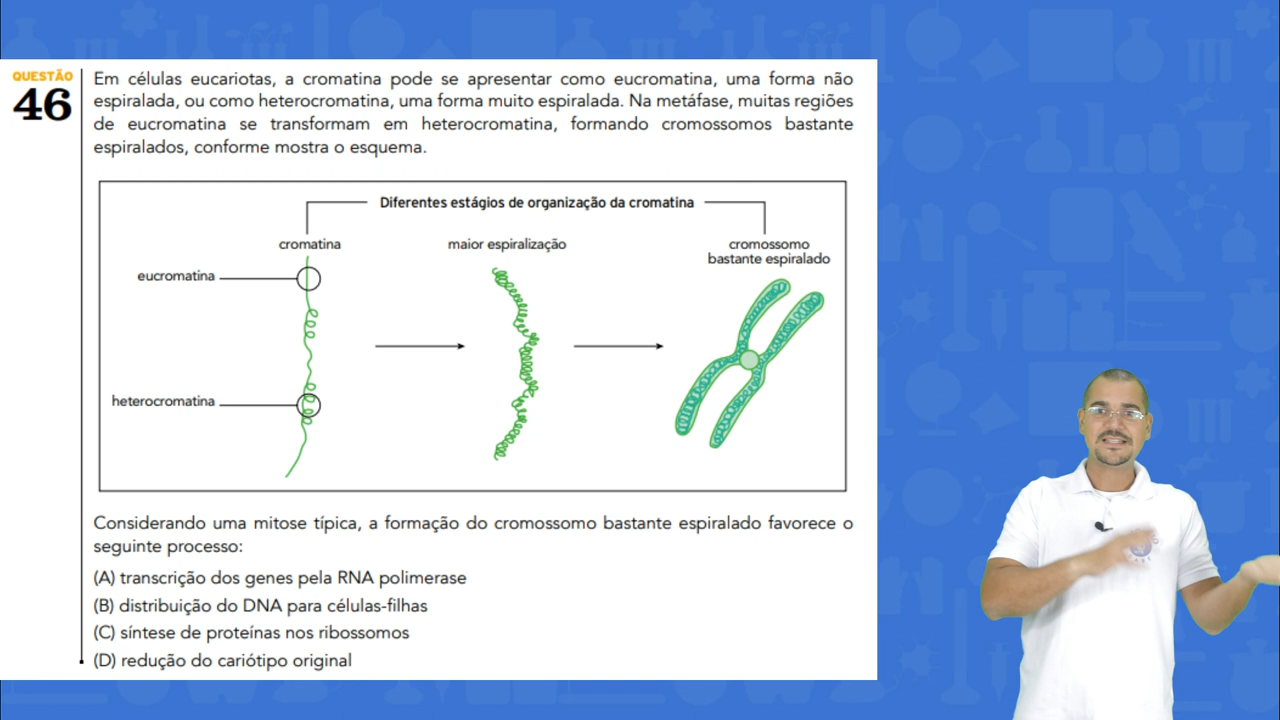 QUESTÃO
46
Em células eucariotas, a cromatina pode se apresentar como eucromatina, uma forma não
espiralada, ou como heterocromatina, uma forma muito espiralada. Na metáfase, muitas regiões
de eucromatina se transformam em heterocromatina, formando cromossomos bastante
espiralados, conforme mostra o esquema.
Diferentes estágios de organização da cromatina
cromatina
maior espiralização
cromossomo
bastante espiralado
eucromatina
heterocromatina
Considerando uma mitose típica, a formação do cromossomo bastante espiralado favorece o
seguinte processo:
(A) transcrição dos genes pela RNA polimerase
(B) distribuição do DNA para células-filhas
(C) síntese de proteínas nos ribossomos
(D) redução do cariótipo original